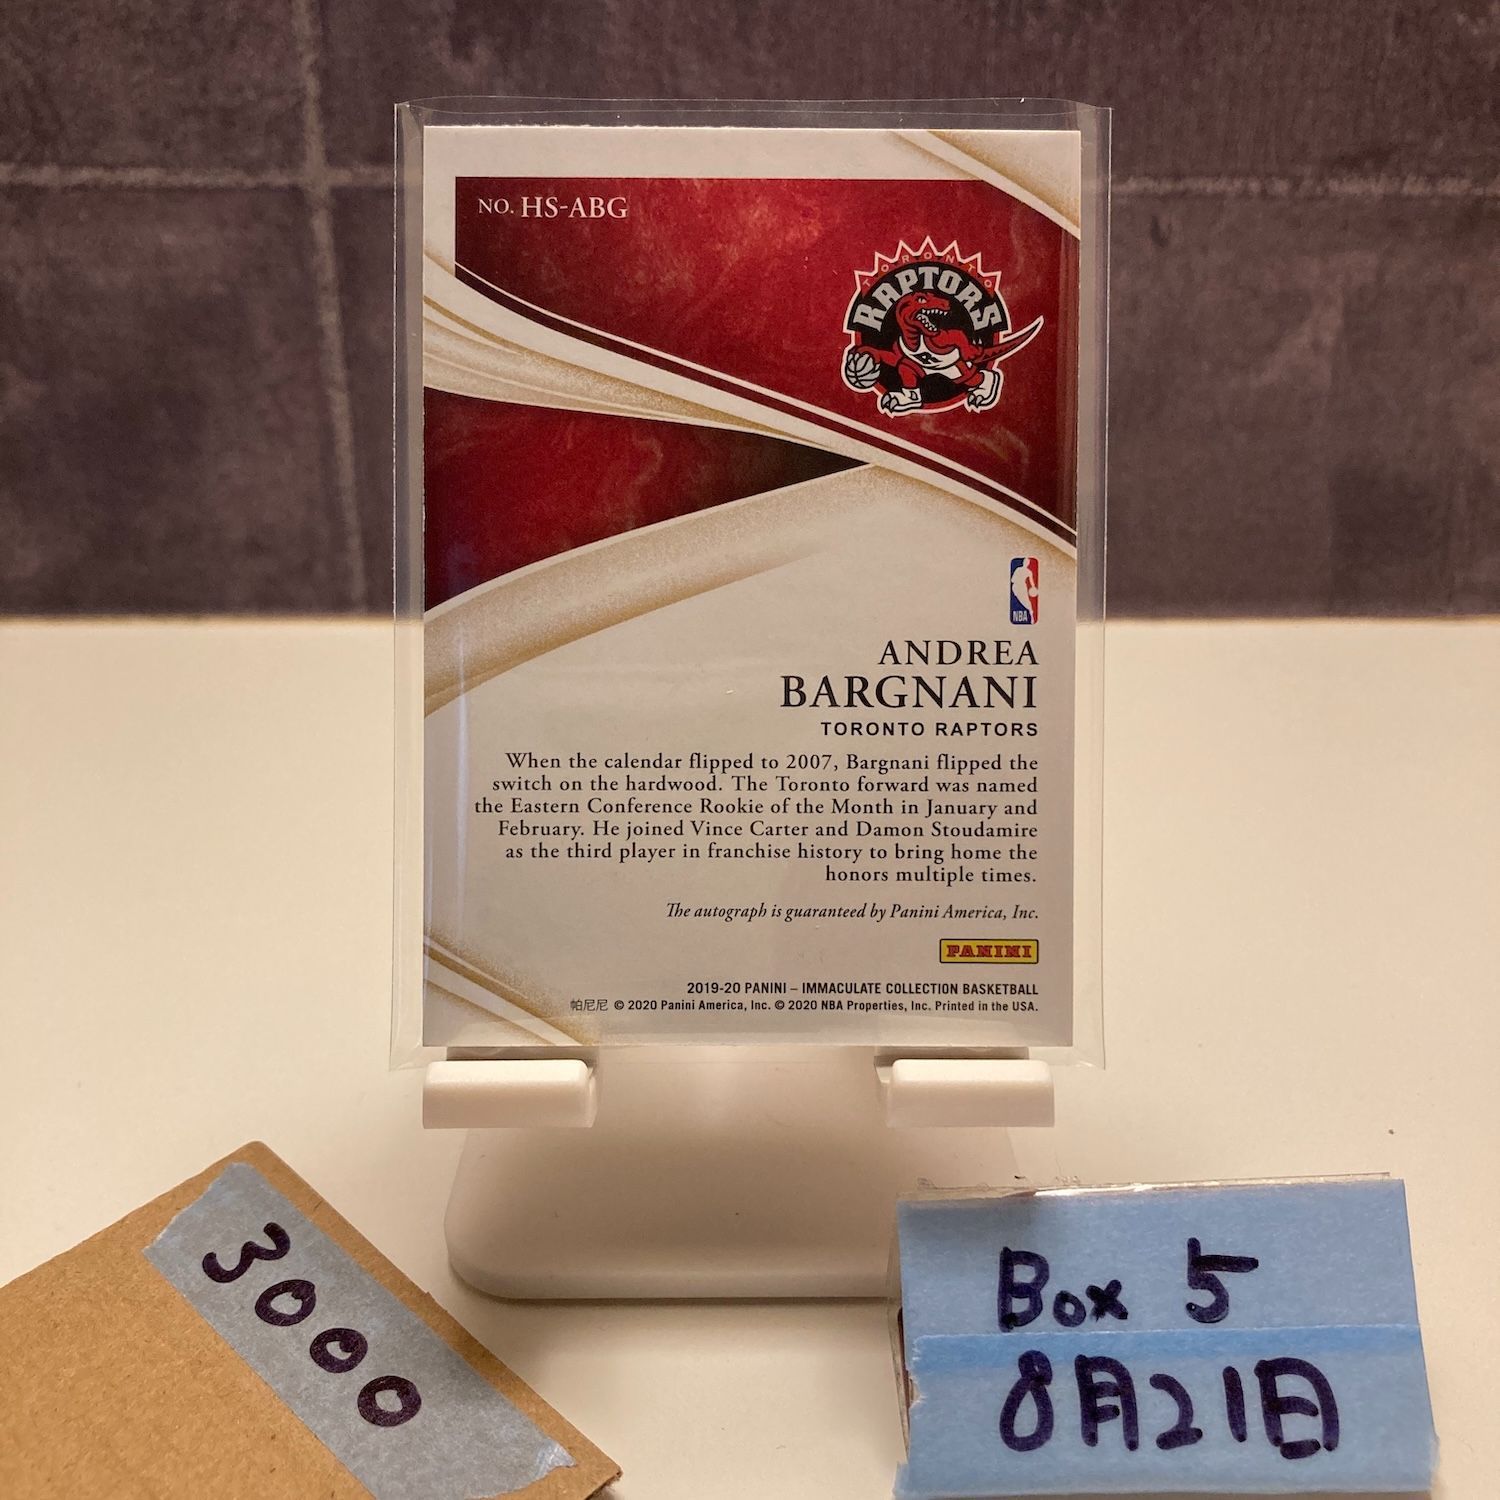 NO. HS-ABG
TORONTO
RAPTORS
NBA
ANDREA
BARGNANI
TORONTO RAPTORS
When the calendar flipped to 2007, Bargnani flipped the
switch on the hardwood. The Toronto forward was named
the Eastern Conference Rookie of the Month in January and
February. He joined Vince Carter and Damon Stoudamire
as the third player in franchise history to bring home the
honors multiple times.
The autograph is guaranteed by Panini America, Inc.
PANINI
2019-20 PANINI – IMMACULATE COLLECTION BASKETBALL
帕尼尼 © 2020 Panini America, Inc. © 2020 NBA Properties, Inc. Printed in the USA.
3000
Box 5
8月21日